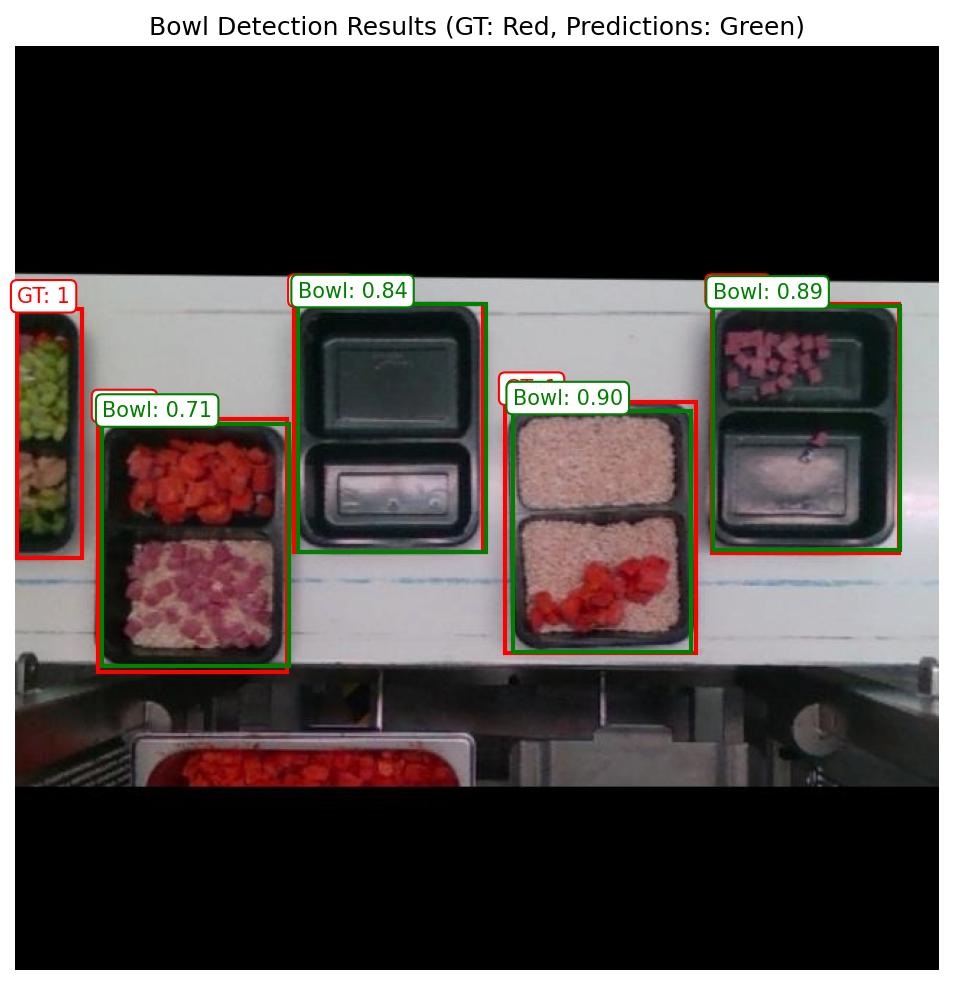 Bowl Detection Results (GT: Red, Predictions: Green)
GT: 1
Bowl: 0.84
Bowl: 0.89
Bowl: 0.71
Bowl: 0.90